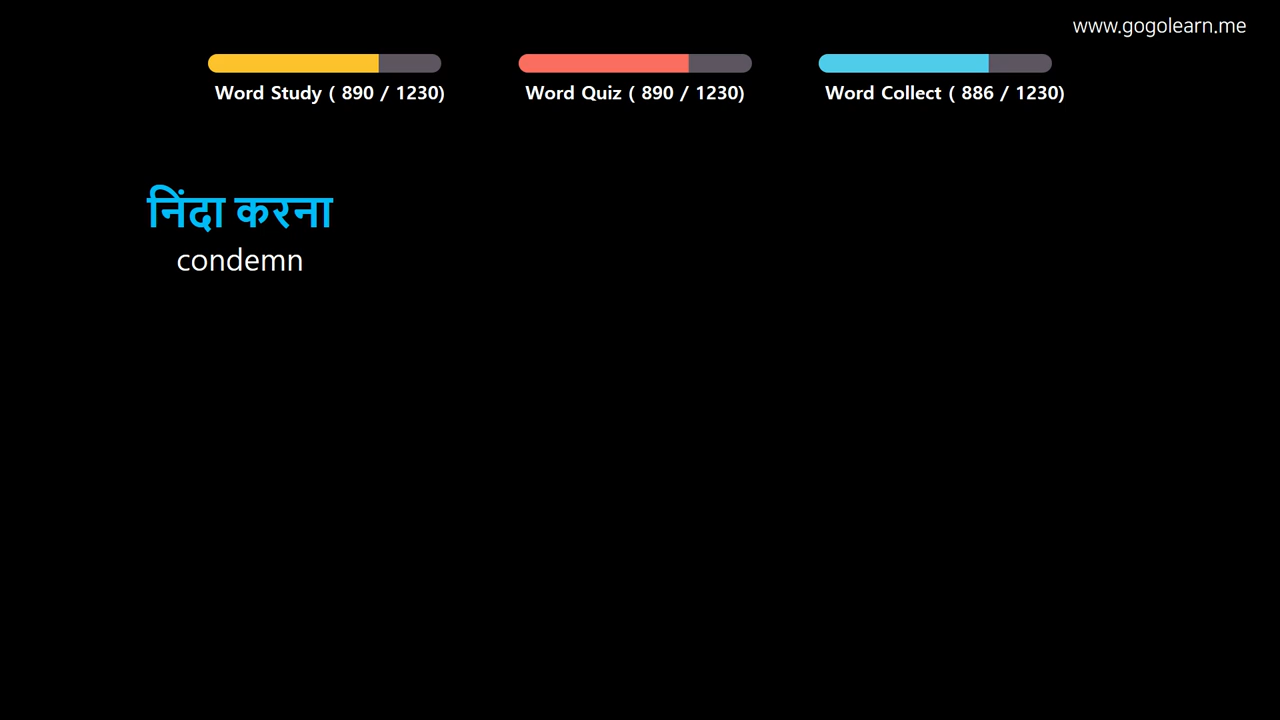 www.gogolearn.me
Word Study ( 890 / 1230)
Word Quiz ( 890 / 1230)
Word Collect ( 886 / 1230)
निंदा करना
condemn